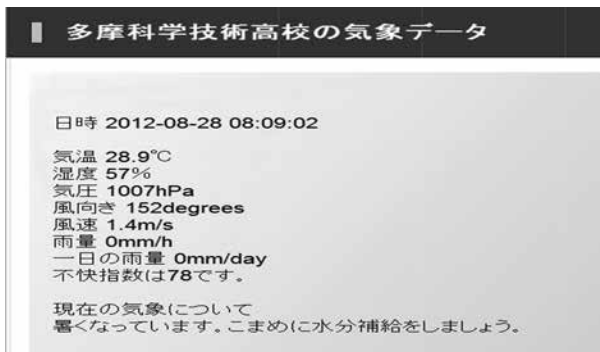 多摩科学技術高校の気象データ
日時 2012-08-28 08:09:02
気温 28.9℃
湿度 57%
気圧 1007hPa
風向き 152degrees
風速 1.4m/s
雨量 0mm/h
一日の雨量 0mm/day
不快指数は78です。
現在の気象について
暑くなっています。こまめに水分補給をしましょう。